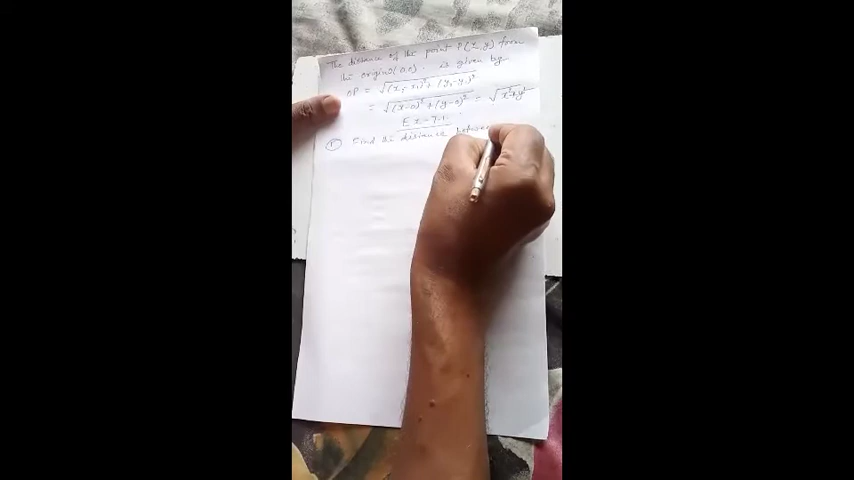 The distance of the point P(x,y) from
the origin O(0,0). is given by
OP = √(x₂-x₁)²+(y₂-y₁)²
= √(x-0)²+(y-0)² = √x²+y²
Ex-7.1
① Find the distance between